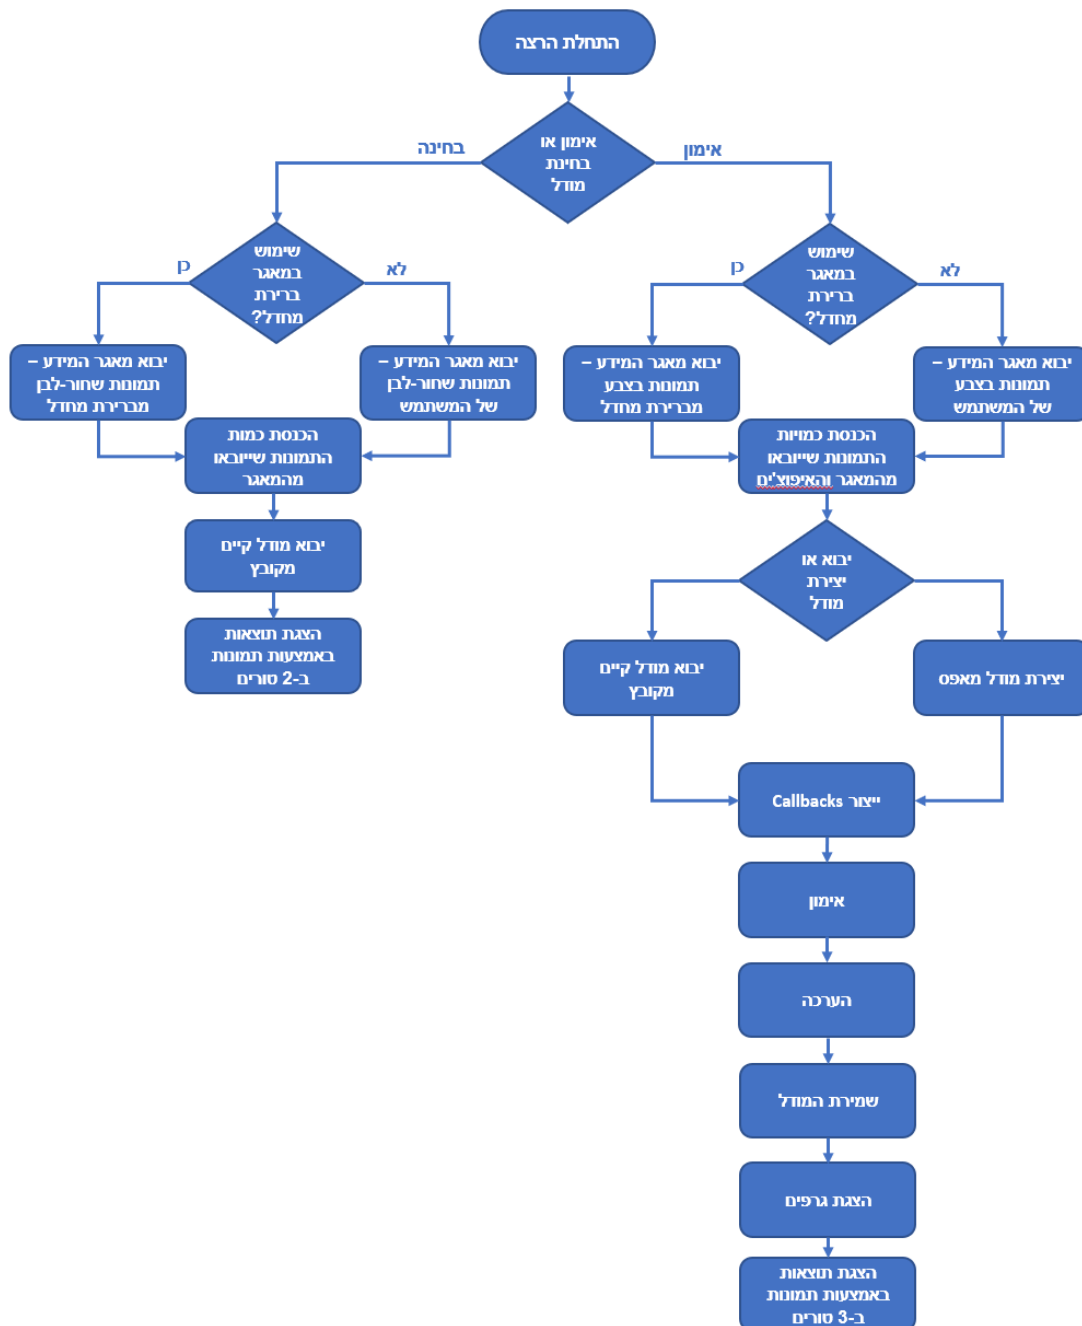 התחלת הרצה
אימון או
בחינת
מודל
אימון
בחינה
שימוש
במאגר
ברירת
מחדל?
כן
לא
יבוא מאגר המידע –
תמונות בצבע
מברירת מחדל
יבוא מאגר המידע –
תמונות בצבע
של המשתמש
הכנסת כמויות
התמונות שייובאו
מהמאגר והאיפוצ'ים
יבוא או
יצירת
מודל
יצירת מודל מאפס
יבוא מודל קיים
מקובץ
ייצור Callbacks
אימון
הערכה
שמירת המודל
הצגת גרפים
הצגת תוצאות
באמצעות תמונות
ב-3 טורים
שימוש
במאגר
ברירת
מחדל?
כן
לא
יבוא מאגר המידע –
תמונות שחור-לבן
של המשתמש
יבוא מאגר המידע –
תמונות שחור-לבן
מברירת מחדל
הכנסת כמות
התמונות שייובאו
מהמאגר
יבוא מודל קיים
מקובץ
הצגת תוצאות
באמצעות תמונות
ב-2 טורים